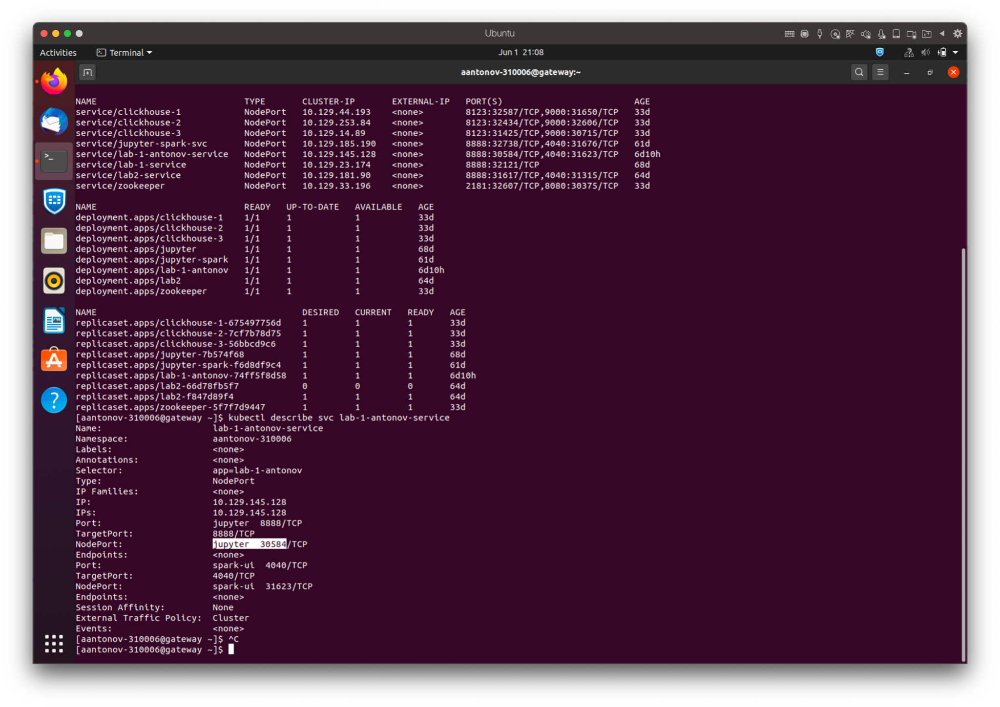 Ubuntu
Activities Terminal Jun 1 21:08
aantonov-310006@gateway:~
NAME TYPE CLUSTER-IP EXTERNAL-IP PORT(S) AGE
service/clickhouse-1 NodePort 10.129.44.193 <none> 8123:32587/TCP,9000:31650/TCP 33d
service/clickhouse-2 NodePort 10.129.253.84 <none> 8123:32434/TCP,9000:32606/TCP 33d
service/clickhouse-3 NodePort 10.129.14.89 <none> 8123:31425/TCP,9000:30715/TCP 33d
service/jupyter-spark-svc NodePort 10.129.185.190 <none> 8888:32738/TCP,4040:31676/TCP 61d
service/lab-1-antonov-service NodePort 10.129.145.128 <none> 8888:30584/TCP,4040:31623/TCP 6d10h
service/lab-1-service NodePort 10.129.23.174 <none> 8888:32121/TCP 68d
service/lab2-service NodePort 10.129.181.90 <none> 8888:31617/TCP,4040:31315/TCP 64d
service/zookeeper NodePort 10.129.33.196 <none> 2181:32607/TCP,8080:30375/TCP 33d
NAME READY UP-TO-DATE AVAILABLE AGE
deployment.apps/clickhouse-1 1/1 1 1 33d
deployment.apps/clickhouse-2 1/1 1 1 33d
deployment.apps/clickhouse-3 1/1 1 1 33d
deployment.apps/jupyter 1/1 1 1 68d
deployment.apps/jupyter-spark 1/1 1 1 61d
deployment.apps/lab-1-antonov 1/1 1 1 6d10h
deployment.apps/lab2 1/1 1 1 64d
deployment.apps/zookeeper 1/1 1 1 33d
NAME DESIRED CURRENT READY AGE
replicaset.apps/clickhouse-1-675497756d 1 1 1 33d
replicaset.apps/clickhouse-2-7cf7b78d75 1 1 1 33d
replicaset.apps/clickhouse-3-56bbcd9c6 1 1 1 33d
replicaset.apps/jupyter-7b574f68 1 1 1 68d
replicaset.apps/jupyter-spark-f6d8df9c4 1 1 1 61d
replicaset.apps/lab-1-antonov-74ff5f8d58 1 1 1 6d10h
replicaset.apps/lab2-66d78fb5f7 0 0 0 64d
replicaset.apps/lab2-f847d89f4 1 1 1 64d
replicaset.apps/zookeeper-5f7f7d9447 1 1 1 33d
[aantonov-310006@gateway ~]$ kubectl describe svc lab-1-antonov-service
Name: lab-1-antonov-service
Namespace: aantonov-310006
Labels: <none>
Annotations: <none>
Selector: app=lab-1-antonov
Type: NodePort
IP Families: <none>
IP: 10.129.145.128
IPs: 10.129.145.128
Port: jupyter 8888/TCP
TargetPort: 8888/TCP
NodePort: jupyter 30584/TCP
Endpoints: <none>
Port: spark-ui 4040/TCP
TargetPort: 4040/TCP
NodePort: spark-ui 31623/TCP
Endpoints: <none>
Session Affinity: None
External Traffic Policy: Cluster
Events: <none>
[aantonov-310006@gateway ~]$ ^C
[aantonov-310006@gateway ~]$